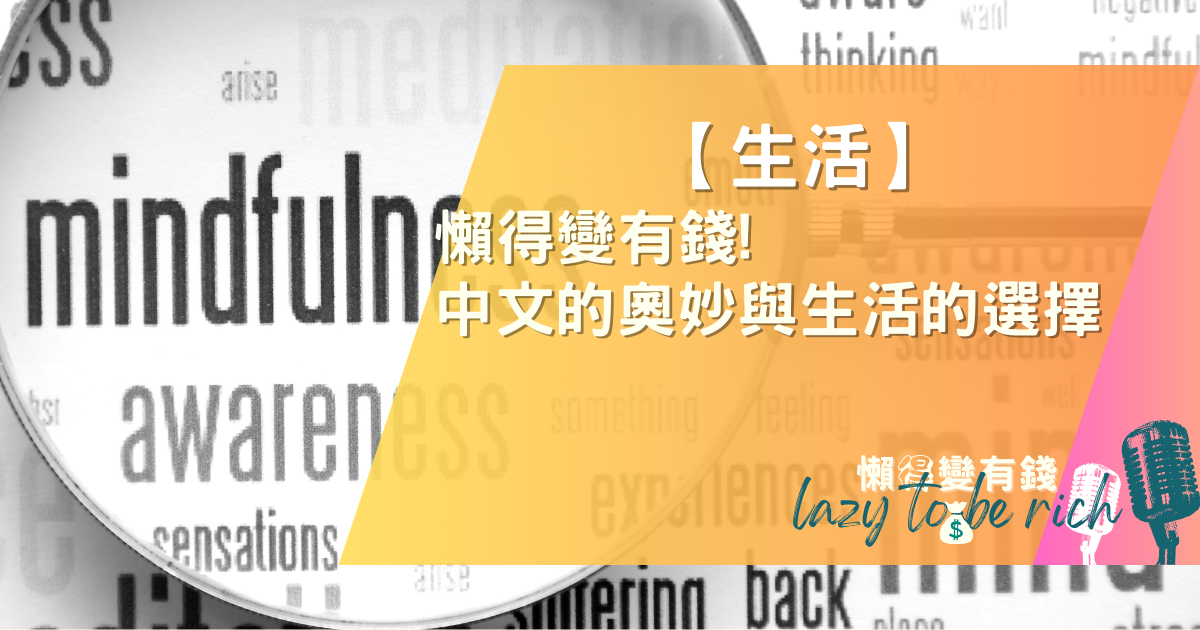 ess
aware
want
negative
arise
meditation
thinking
mindful
ways
【生活】
mindfulness
懶得變有錢!
awareness
中文的奧妙與生活的選擇
sensations
awareness
something
feeling
well
experiences
懶得變有錢
lazy to be rich
$
sensations
arise
suffering
back
mind
place